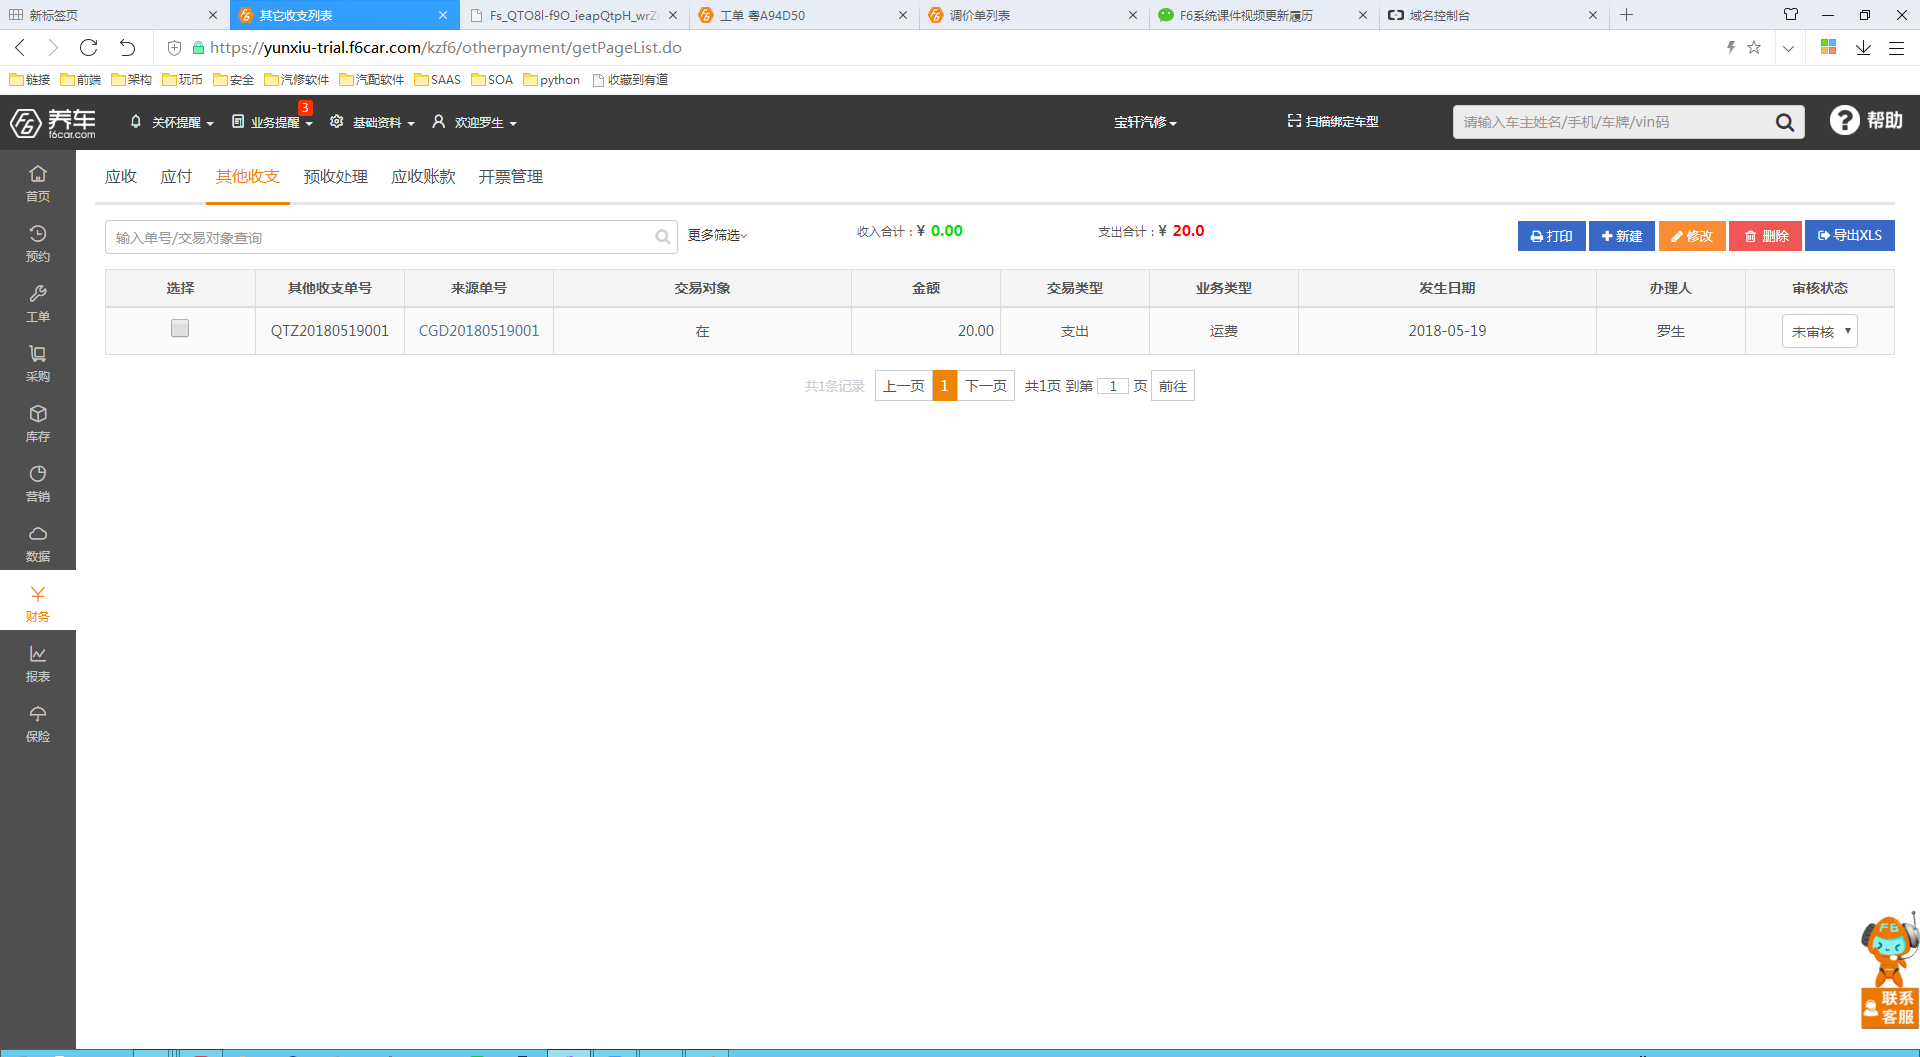 新标签页
其它收支列表
Fs_QTO8l-f9O_ieapQtpH_wrZ
工单 粤A94D50
调价单列表
F6系统课件视频更新履历
域名控制台
https://yunxiu-trial.f6car.com/kzf6/otherpayment/getPageList.do
链接 前端 架构 玩币 安全 汽修软件 汽配软件 SAAS SOA python 收藏到有道
养车
f6car.com
关怀提醒 业务提醒 3 基础资料 欢迎罗生
宝轩汽修
扫描绑定车型
请输入车主姓名/手机/车牌/vin码
? 帮助
首页
预约
工单
采购
库存
营销
数据
财务
报表
保险
应收 应付 其他收支 预收处理 应收账款 开票管理
输入单号/交易对象查询
更多筛选
收入合计：¥ 0.00
支出合计：¥ 20.0
打印 新建 修改 删除 导出XLS
选择 其他收支单号 来源单号 交易对象 金额 交易类型 业务类型 发生日期 办理人 审核状态
QTZ20180519001 CGD20180519001 在 20.00 支出 运费 2018-05-19 罗生 未审核
共1条记录 上一页 1 下一页 共1页 到第 1 页 前往
F6
联系
客服